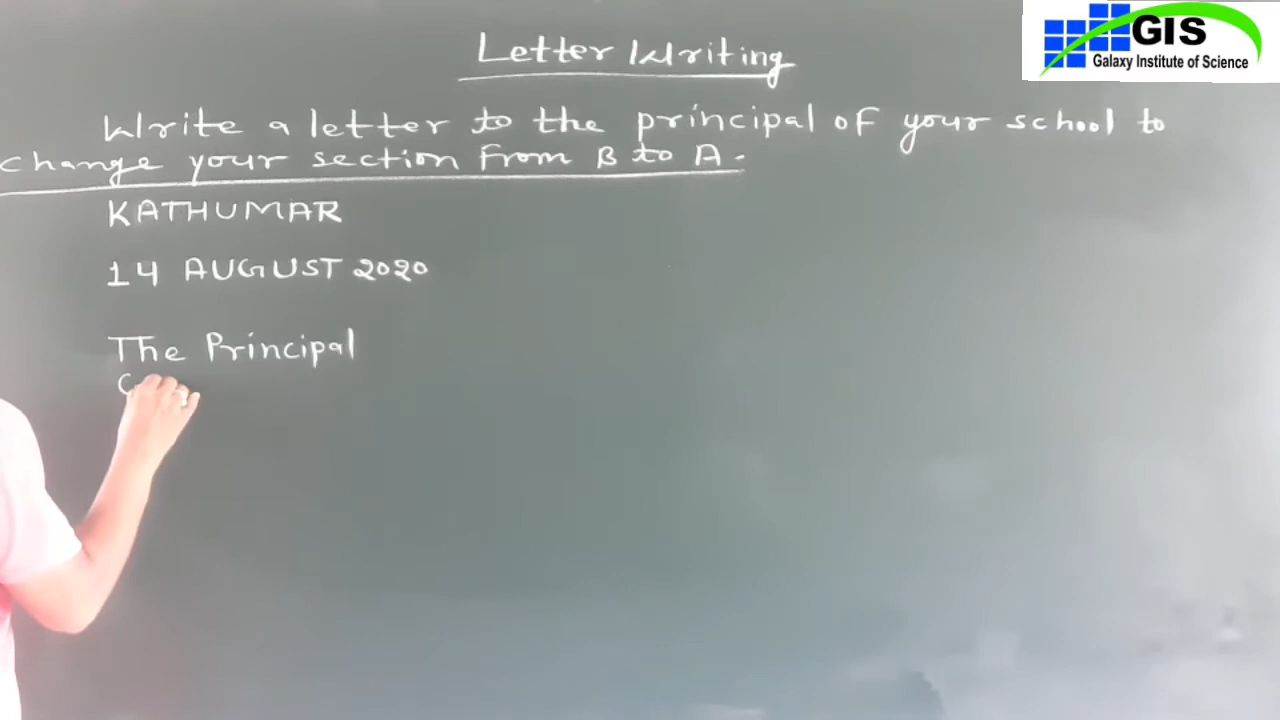 GIS
Galaxy Institute of Science
Letter Writing
Write a letter to the principal of your school to
change your section from B to A.
KATHUMAR
14 AUGUST 2020
The Principal